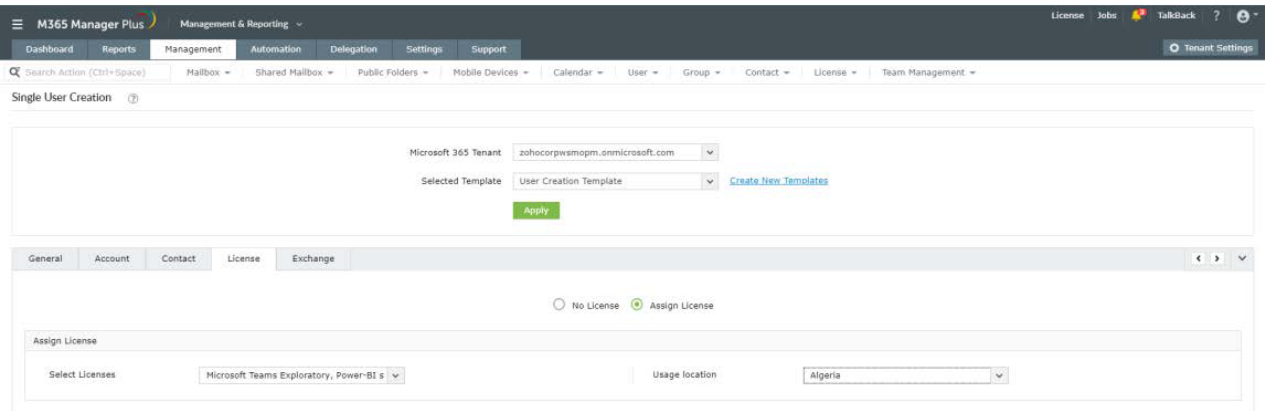 M365 Manager Plus Management & Reporting License Jobs 3 TalkBack ?
Dashboard Reports Management Automation Delegation Settings Support Tenant Settings
Search Action (Ctrl+Space) Mailbox Shared Mailbox Public Folders Mobile Devices Calendar User Group Contact License Team Management
Single User Creation ?
Microsoft 365 Tenant zohocorpwsmopm.onmicrosoft.com
Selected Template User Creation Template Create New Templates
Apply
General Account Contact License Exchange
No License Assign License
Assign License
Select Licenses Microsoft Teams Exploratory, Power-BI s Usage location Algeria